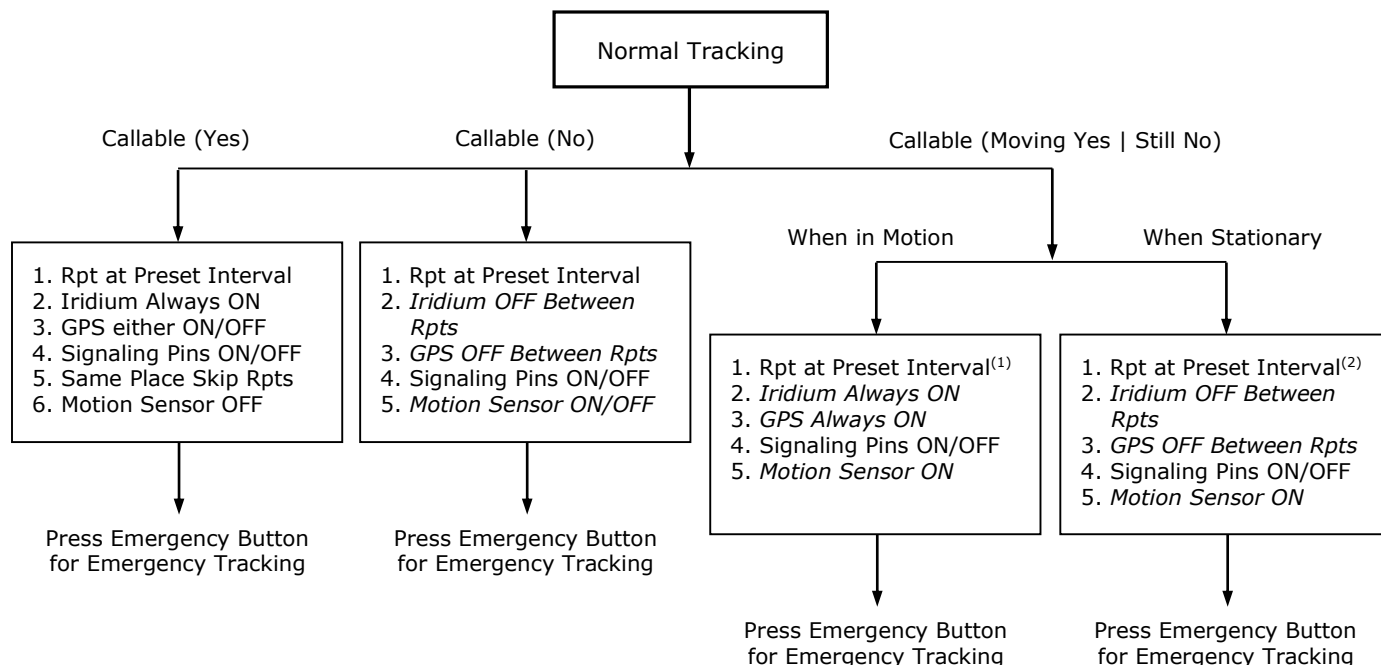 Normal Tracking
Callable (Yes)
Callable (No)
Callable (Moving Yes | Still No)
1. Rpt at Preset Interval
2. Iridium Always ON
3. GPS either ON/OFF
4. Signaling Pins ON/OFF
5. Same Place Skip Rpts
6. Motion Sensor OFF
1. Rpt at Preset Interval
2. Iridium OFF Between
Rpts
3. GPS OFF Between Rpts
4. Signaling Pins ON/OFF
5. Motion Sensor ON/OFF
When in Motion
When Stationary
1. Rpt at Preset Interval(1)
2. Iridium Always ON
3. GPS Always ON
4. Signaling Pins ON/OFF
5. Motion Sensor ON
1. Rpt at Preset Interval(2)
2. Iridium OFF Between
Rpts
3. GPS OFF Between Rpts
4. Signaling Pins ON/OFF
5. Motion Sensor ON
Press Emergency Button
for Emergency Tracking
Press Emergency Button
for Emergency Tracking
Press Emergency Button
for Emergency Tracking
Press Emergency Button
for Emergency Tracking